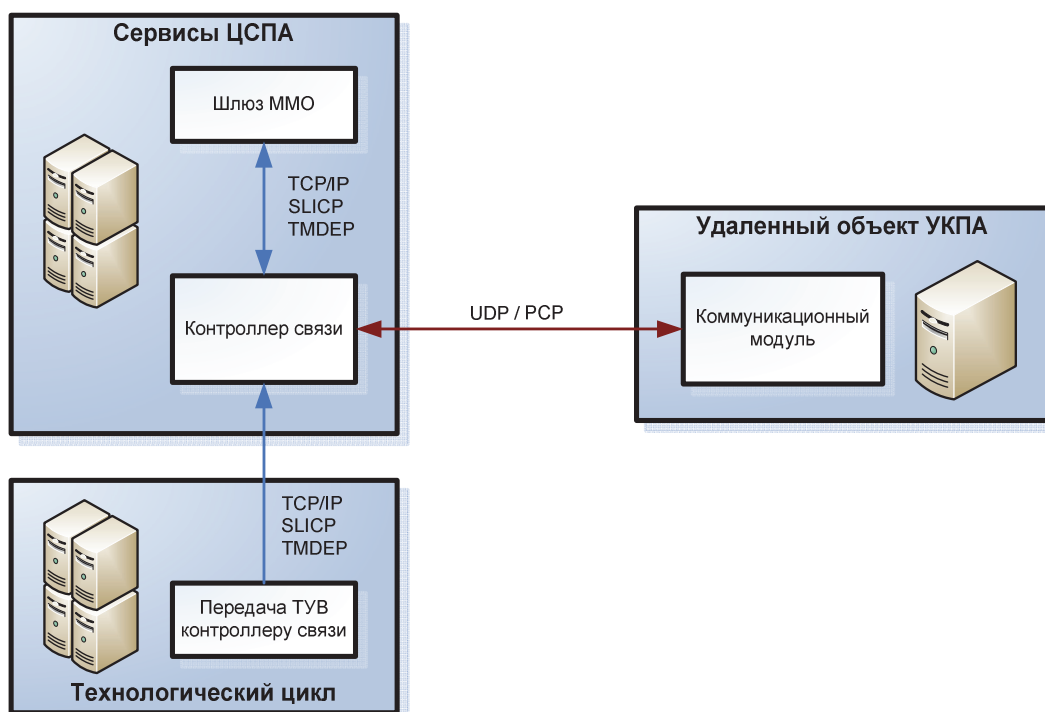 Сервисы ЦСПА
Шлюз ММО
TCP/IP
SLICP
TMDEP
Контроллер связи
UDP / PCP
Удаленный объект УКПА
Коммуникационный
модуль
TCP/IP
SLICP
TMDEP
Передача ТУВ
контроллеру связи
Технологический цикл